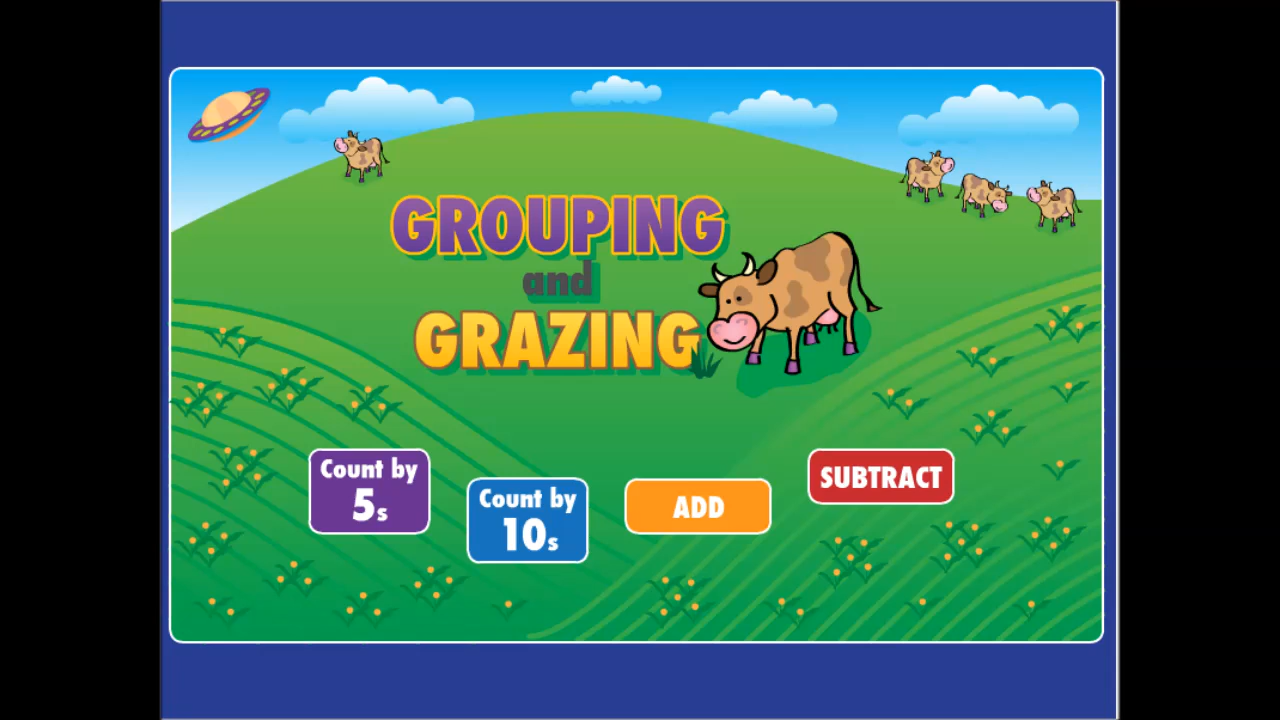 GROUPING
and
GRAZING
Count by
5s
Count by
10s
ADD
SUBTRACT